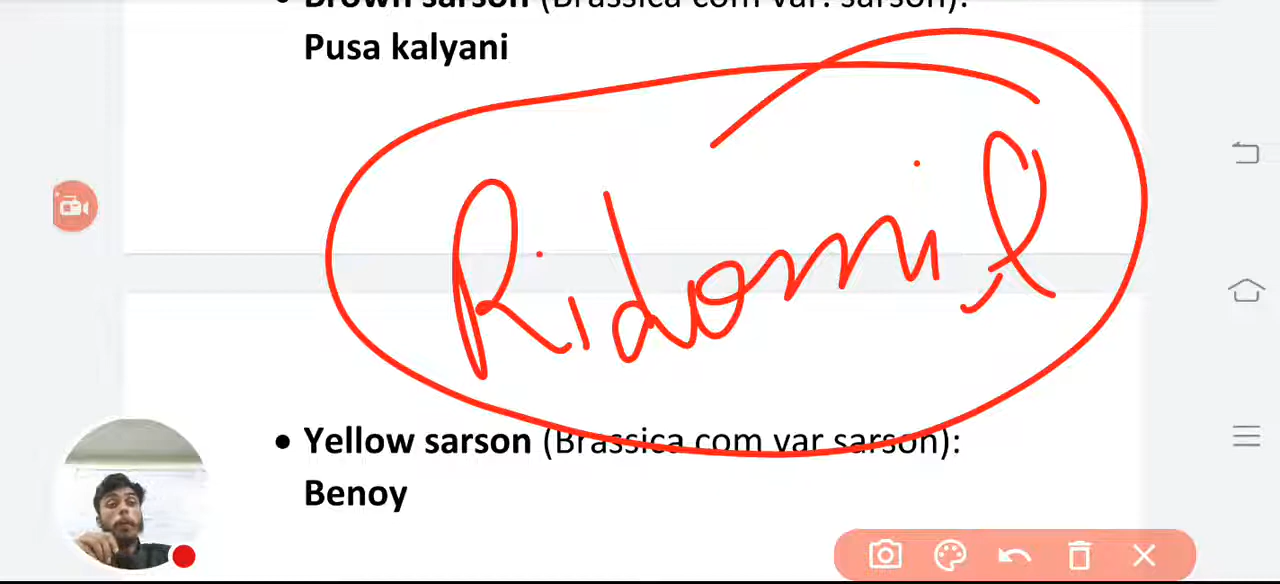 • Brown sarson (Brassica com var. sarson):
Pusa kalyani
Ridomil
• Yellow sarson (Brassica com var sarson):
Benoy